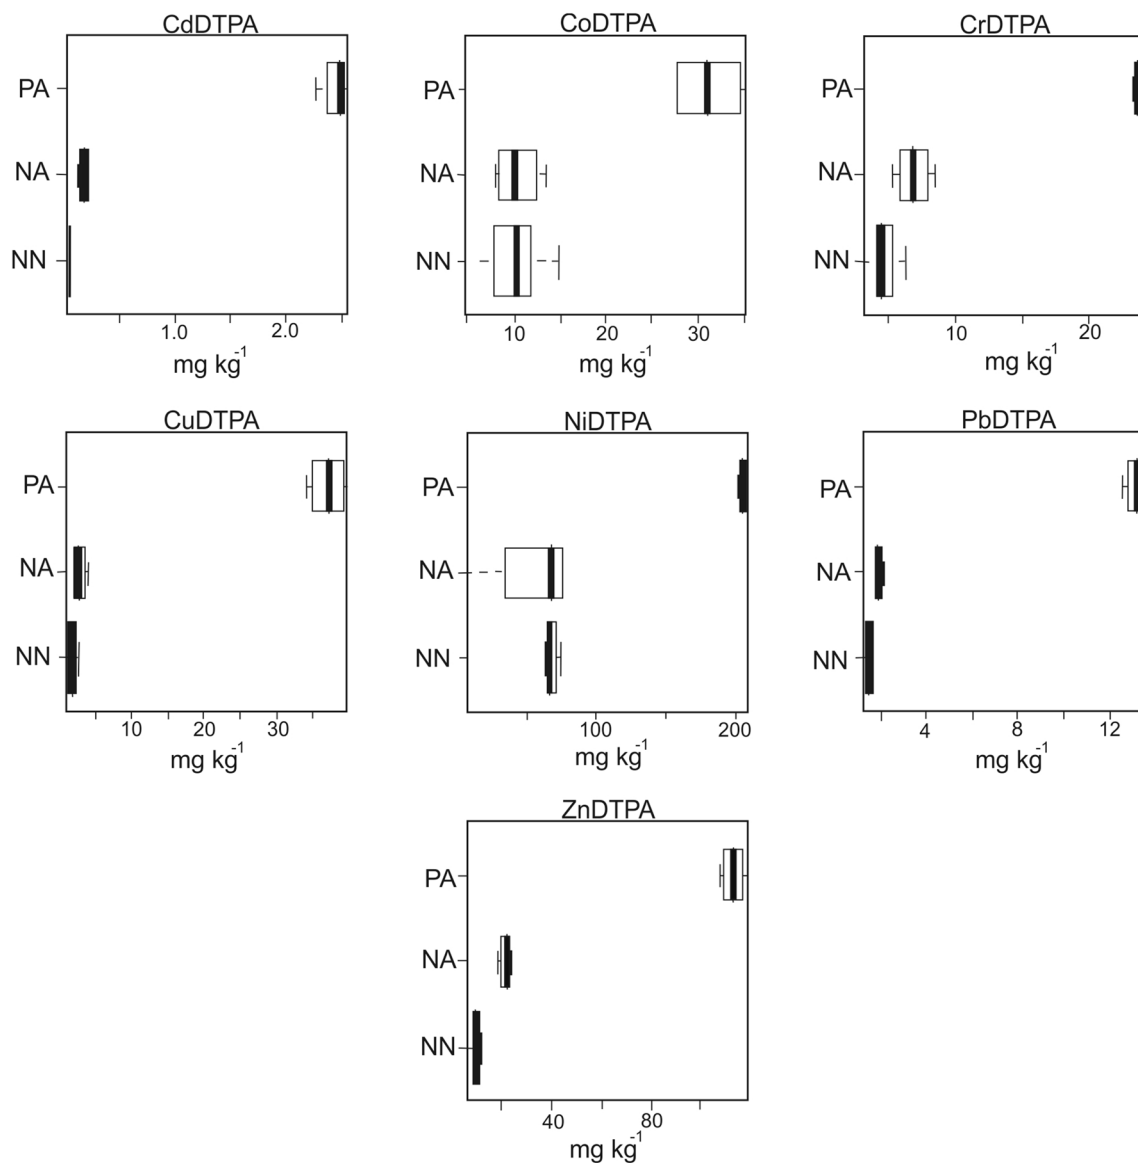 CdDTPA
PA
NA
NN
1.0 2.0
mg kg⁻¹
CoDTPA
PA
NA
NN
10 20 30
mg kg⁻¹
CrDTPA
PA
NA
NN
10 20
mg kg⁻¹
CuDTPA
PA
NA
NN
10 20 30
mg kg⁻¹
NiDTPA
PA
NA
NN
100 200
mg kg⁻¹
PbDTPA
PA
NA
NN
4 8 12
mg kg⁻¹
ZnDTPA
PA
NA
NN
40 80
mg kg⁻¹